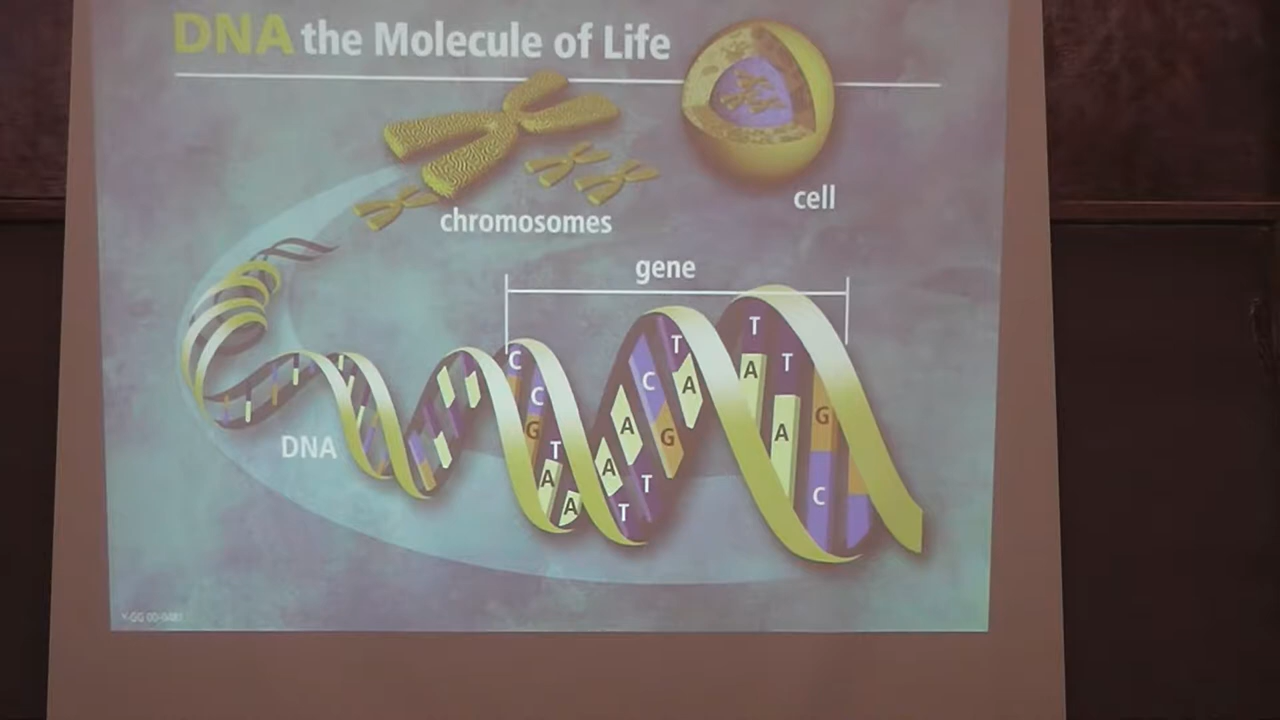 DNA the Molecule of Life
cell
chromosomes
gene
DNA
C
C
G
T
A
A
A
A
T
T
C
G
T
A
T
A
T
A
G
C